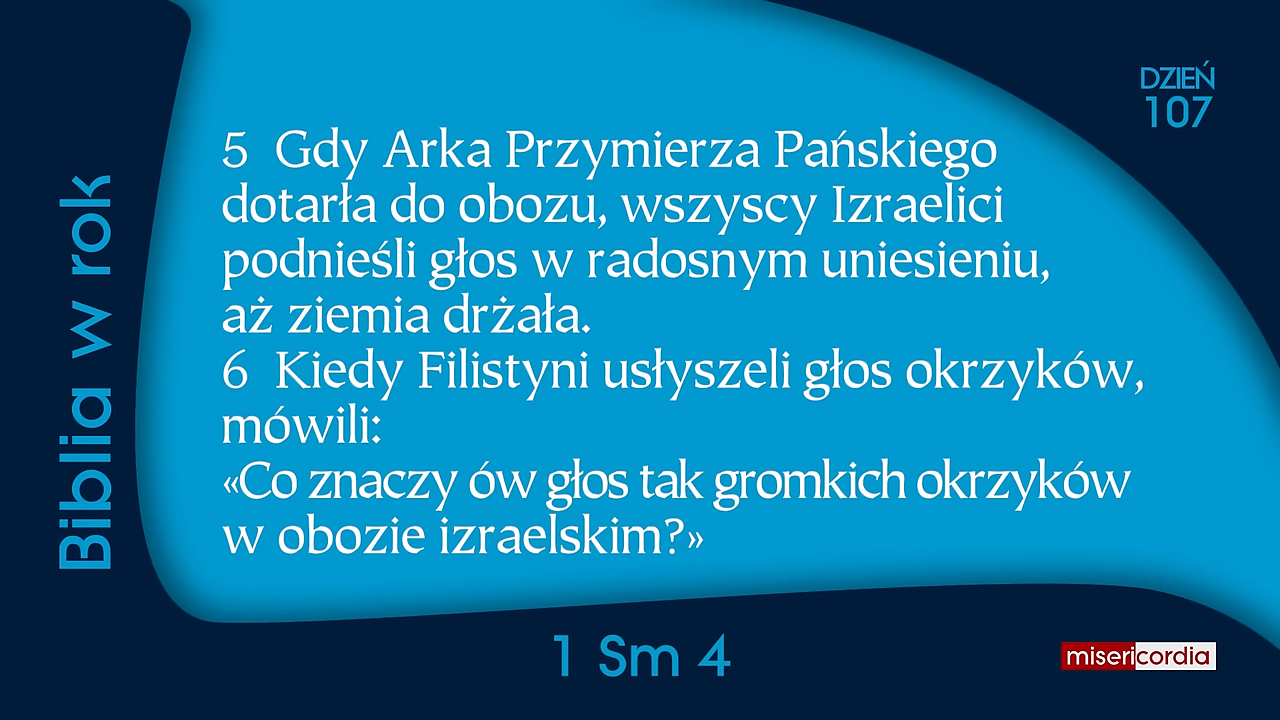 DZIEŃ
107
5 Gdy Arka Przymierza Pańskiego
dotarła do obozu, wszyscy Izraelici
podnieśli głos w radosnym uniesieniu,
aż ziemia drżała.
6 Kiedy Filistyni usłyszeli głos okrzyków,
mówili:
«Co znaczy ów głos tak gromkich okrzyków
w obozie izraelskim?»
Biblia w rok
1 Sm 4
misericordia